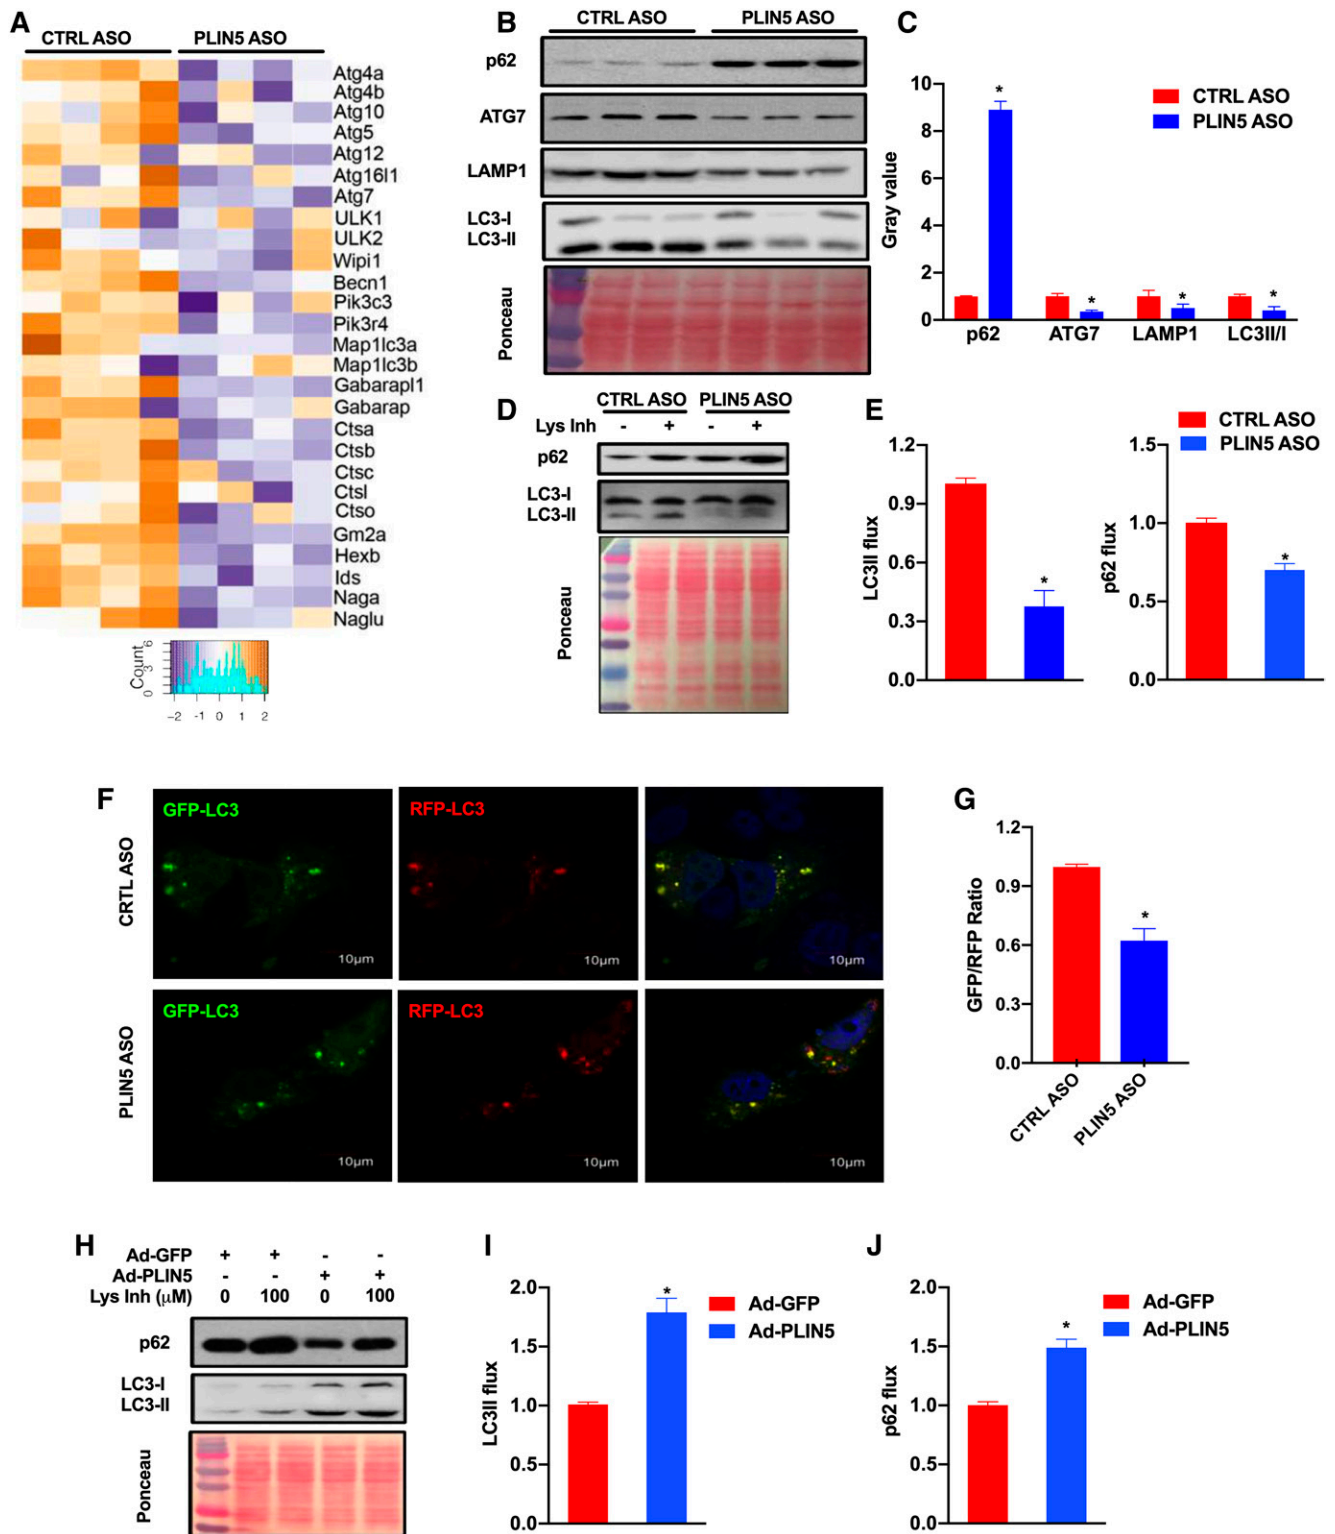 A
CTRL ASO PLIN5 ASO
Atg4a
Atg4b
Atg10
Atg5
Atg12
Atg16l1
Atg7
ULK1
ULK2
Wipi1
Becn1
Pik3c3
Pik3r4
Map1lc3a
Map1lc3b
Gabarapl1
Gabarap
Ctsa
Ctsb
Ctsc
Ctsl
Ctso
Gm2a
Hexb
Ids
Naga
Naglu
Count
0 3 6
-2 -1 0 1 2
B
CTRL ASO PLIN5 ASO
p62
ATG7
LAMP1
LC3-I
LC3-II
Ponceau
C
CTRL ASO
PLIN5 ASO
Gray value
10
8
6
4
2
0
* * * *
p62 ATG7 LAMP1 LC3II/I
D
CTRL ASO PLIN5 ASO
Lys Inh - + - +
p62
LC3-I
LC3-II
Ponceau
E
CTRL ASO
PLIN5 ASO
LC3II flux
1.2
0.9
0.6
0.3
0.0
*
p62 flux
1.5
1.0
0.5
0.0
*
F
CRTL ASO
GFP-LC3 RFP-LC3
10µm 10µm 10µm
PLIN5 ASO
GFP-LC3 RFP-LC3
10µm 10µm 10µm
G
GFP/RFP Ratio
1.2
0.9
0.6
0.3
0.0
*
CTRL ASO PLIN5 ASO
H
Ad-GFP + + - -
Ad-PLIN5 - - + +
Lys Inh (µM) 0 100 0 100
p62
LC3-I
LC3-II
Ponceau
I
LC3II flux
2.0
1.5
1.0
0.5
0.0
*
Ad-GFP
Ad-PLIN5
J
p62 flux
2.0
1.5
1.0
0.5
0.0
*
Ad-GFP
Ad-PLIN5